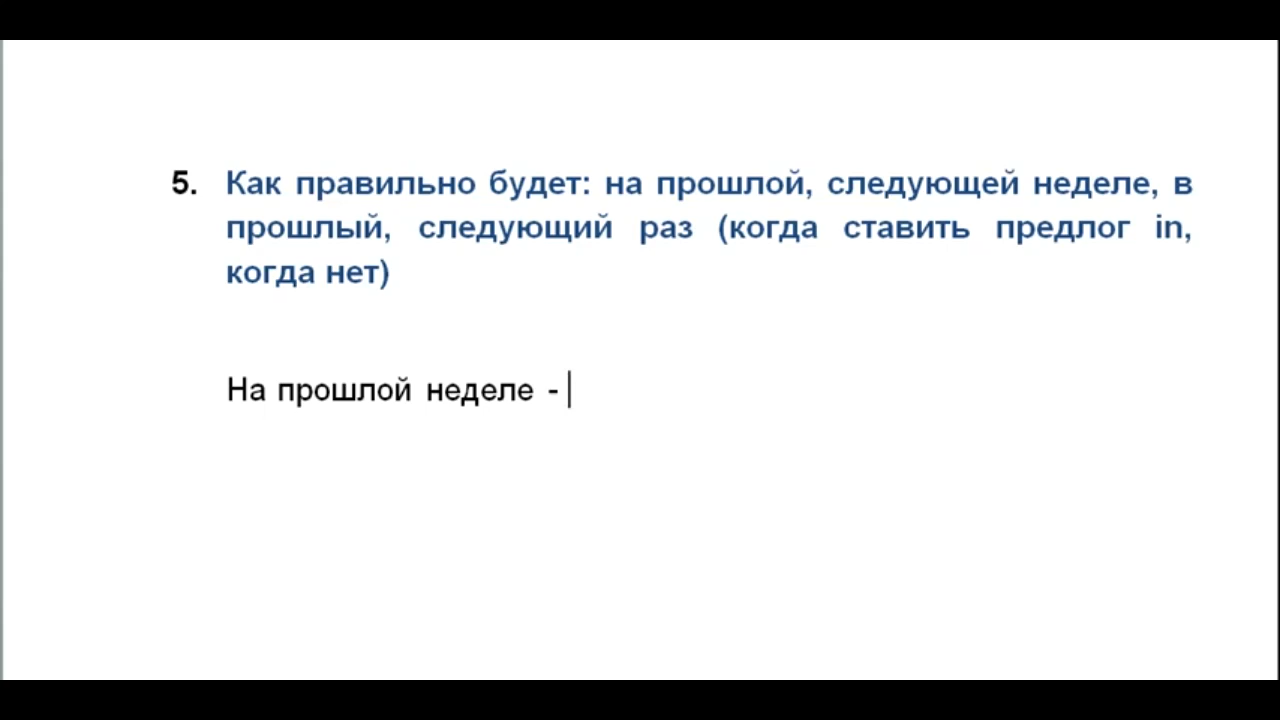 5. Как правильно будет: на прошлой, следующей неделе, в
прошлый, следующий раз (когда ставить предлог in,
когда нет)
На прошлой неделе -